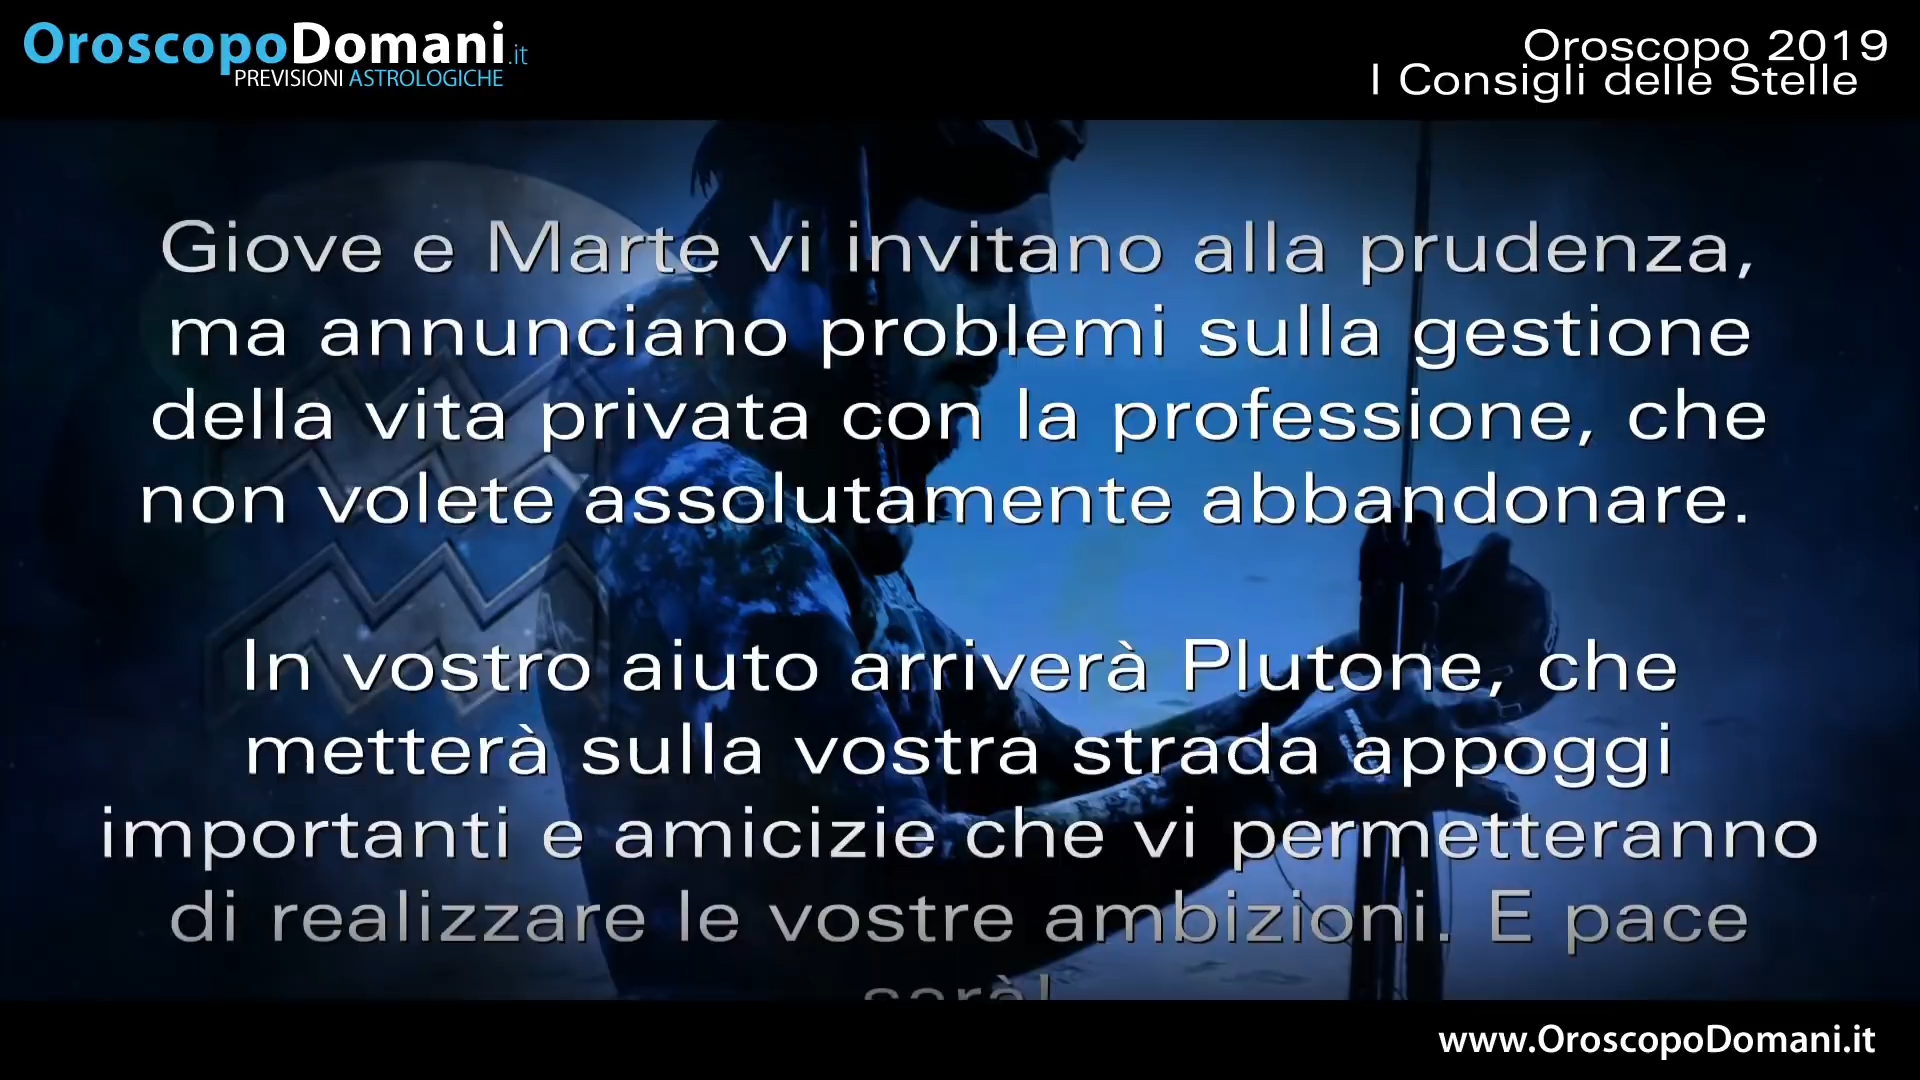 OroscopoDomani.it
PREVISIONI ASTROLOGICHE
Oroscopo 2019
I Consigli delle Stelle
Giove e Marte vi invitano alla prudenza,
ma annunciano problemi sulla gestione
della vita privata con la professione, che
non volete assolutamente abbandonare.
In vostro aiuto arriverà Plutone, che
metterà sulla vostra strada appoggi
importanti e amicizie che vi permetteranno
di realizzare le vostre ambizioni. E pace
sarà!
www.OroscopoDomani.it